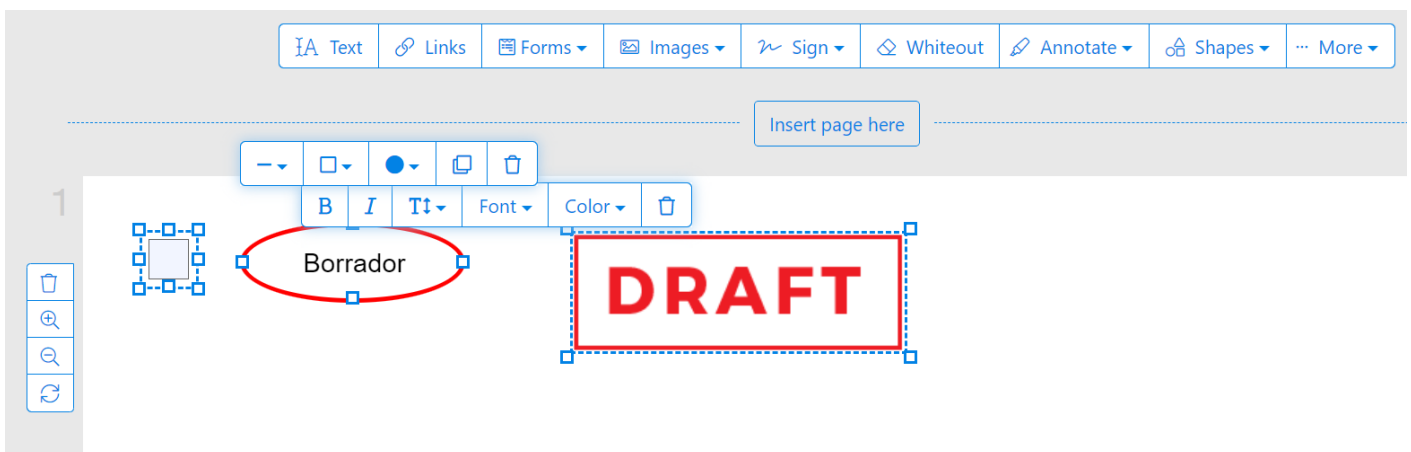 Text Links Forms Images Sign Whiteout Annotate Shapes More
Insert page here
1
B I T Font Color
Borrador
DRAFT